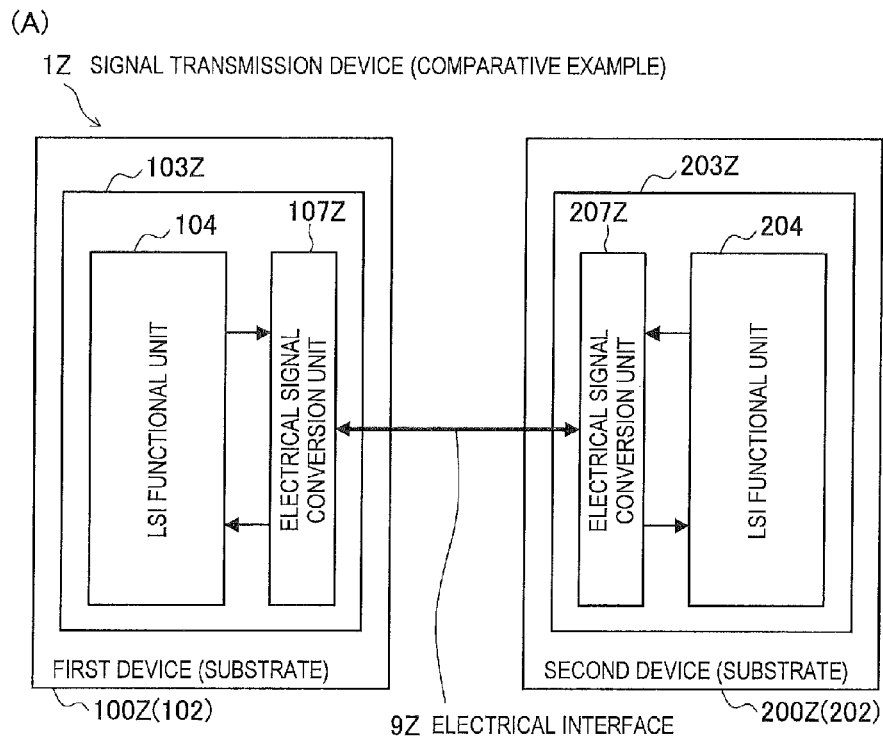 (A)
1Z SIGNAL TRANSMISSION DEVICE (COMPARATIVE EXAMPLE)
103Z
203Z
104
107Z
207Z
204
LSI FUNCTIONAL UNIT
ELECTRICAL SIGNAL
CONVERSION UNIT
ELECTRICAL SIGNAL
CONVERSION UNIT
LSI FUNCTIONAL UNIT
FIRST DEVICE (SUBSTRATE)
SECOND DEVICE (SUBSTRATE)
100Z(102)
9Z ELECTRICAL INTERFACE
200Z(202)